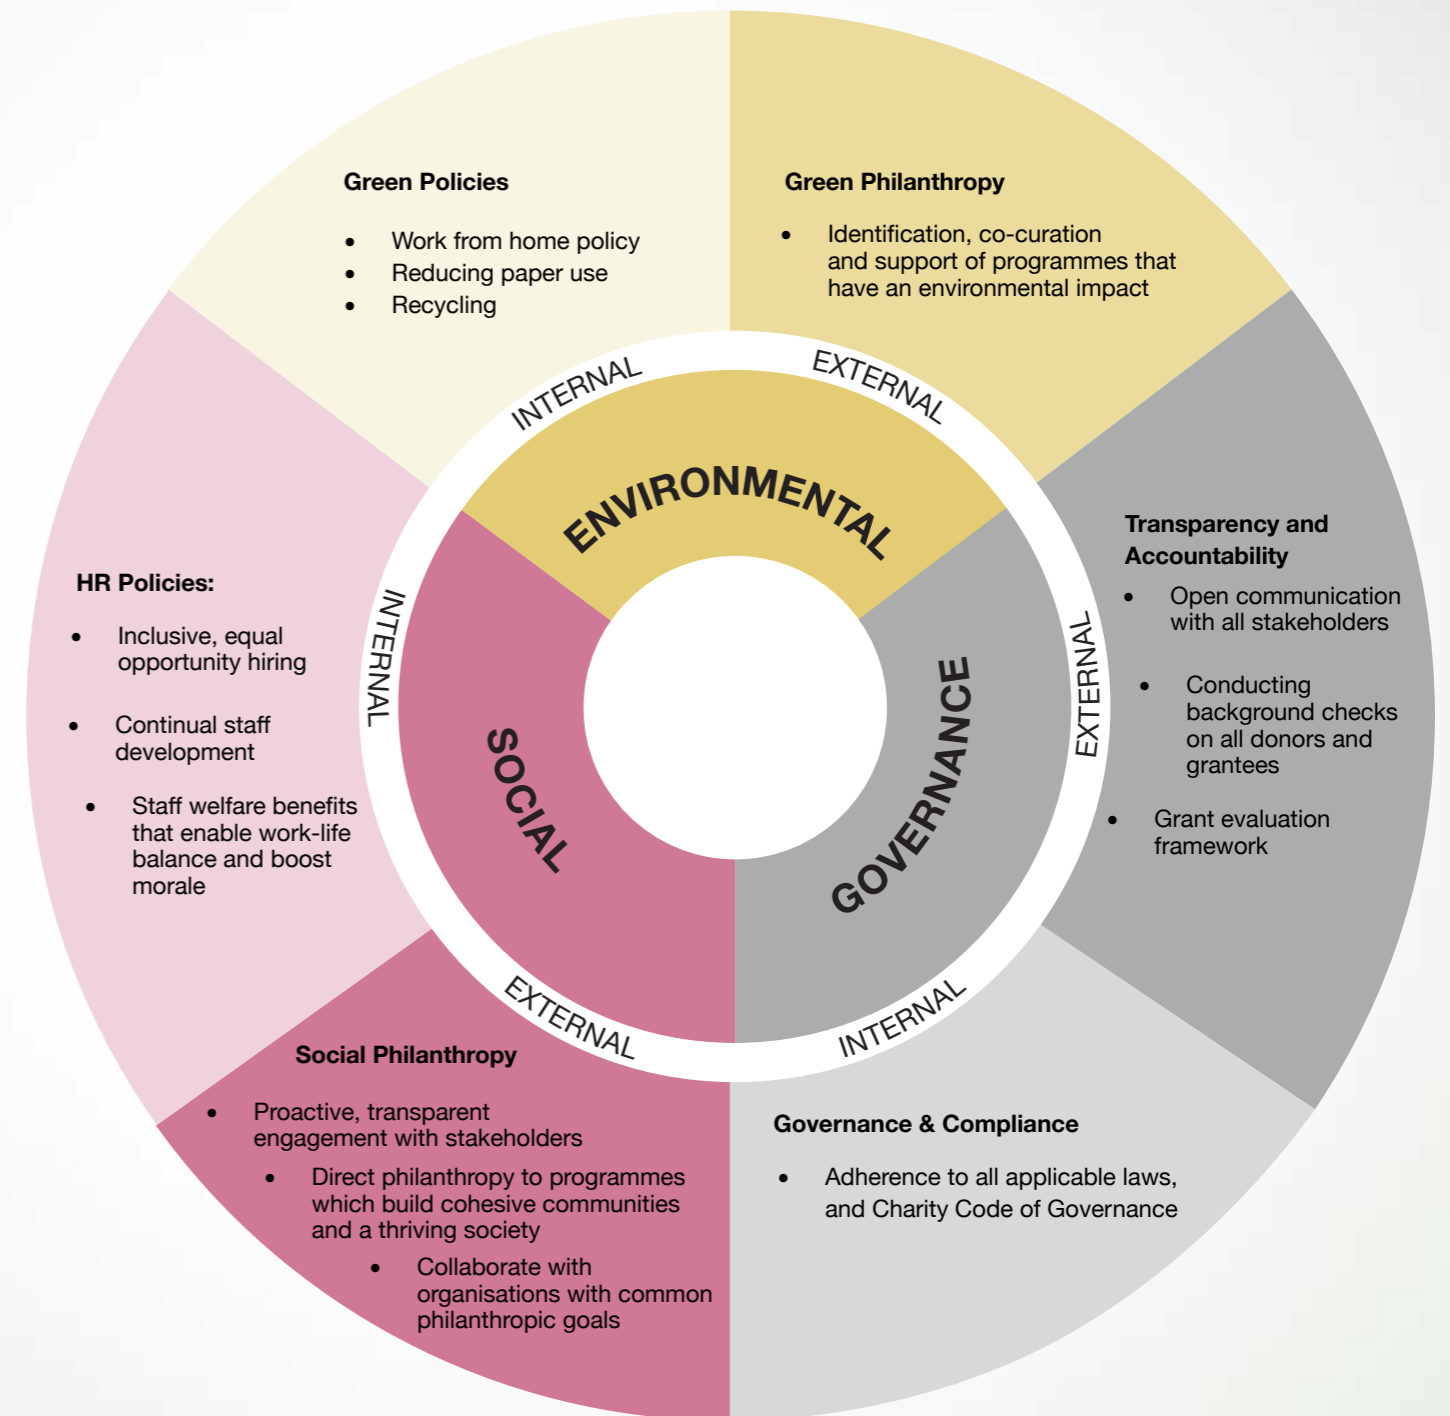 Green Policies
• Work from home policy
• Reducing paper use
• Recycling
Green Philanthropy
• Identification, co-curation
and support of programmes that
have an environmental impact
INTERNAL
EXTERNAL
ENVIRONMENTAL
Transparency and
Accountability
• Open communication
with all stakeholders
• Conducting
background checks
on all donors and
grantees
• Grant evaluation
framework
EXTERNAL
GOVERNANCE
INTERNAL
Governance & Compliance
• Adherence to all applicable laws,
and Charity Code of Governance
HR Policies:
• Inclusive, equal
opportunity hiring
• Continual staff
development
• Staff welfare benefits
that enable work-life
balance and boost
morale
INTERNAL
SOCIAL
EXTERNAL
Social Philanthropy
• Proactive, transparent
engagement with stakeholders
• Direct philanthropy to programmes
which build cohesive communities
and a thriving society
• Collaborate with
organisations with common
philanthropic goals